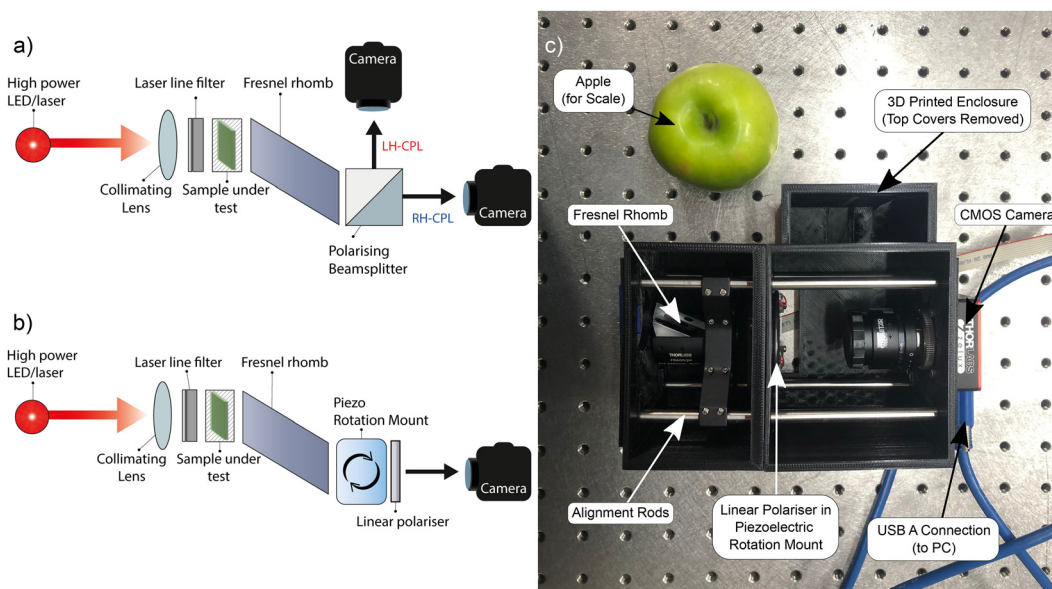 a)
High power
LED/laser
Laser line filter
Fresnel rhomb
Camera
LH-CPL
RH-CPL
Camera
Collimating
Lens
Sample under
test
Polarising
Beamsplitter
b)
High power
LED/laser
Laser line filter
Fresnel rhomb
Piezo
Rotation Mount
Collimating
Lens
Sample under
test
Linear polariser
Camera
c)
Apple
(for Scale)
3D Printed Enclosure
(Top Covers Removed)
Fresnel Rhomb
CMOS Camera
THORLABS
THORLABS
Alignment Rods
Linear Polariser in
Piezoelectric
Rotation Mount
USB A Connection
(to PC)